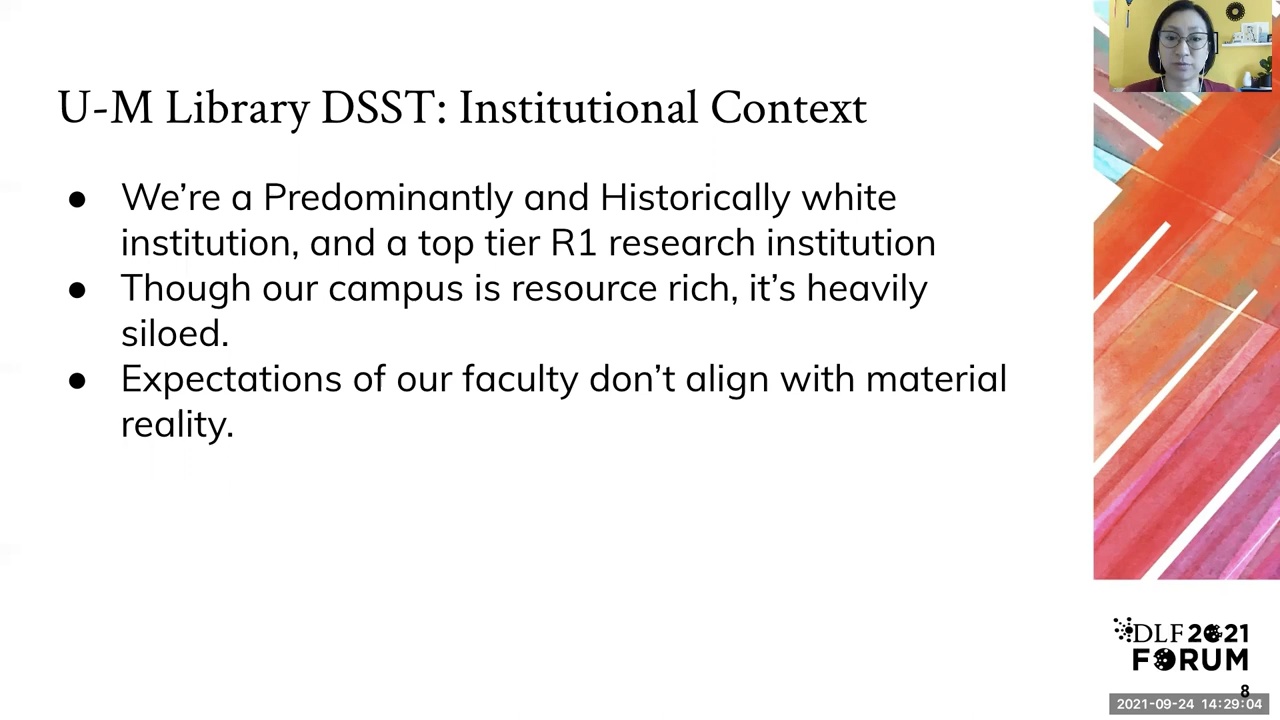 U-M Library DSST: Institutional Context
● We’re a Predominantly and Historically white
institution, and a top tier R1 research institution
● Though our campus is resource rich, it’s heavily
siloed.
● Expectations of our faculty don’t align with material
reality.
DLF 2021
FORUM
8
2021-09-24 14:29:04